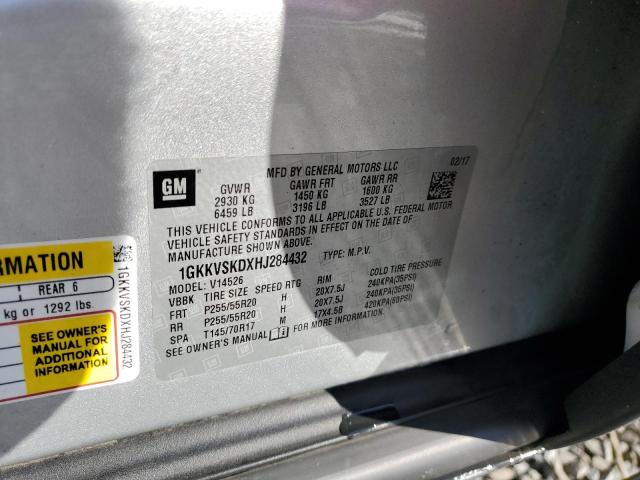 GM
MFD BY GENERAL MOTORS LLC 02/17
GVWR GAWR FRT GAWR RR
2930 KG 1450 KG 1600 KG
6459 LB 3196 LB 3527 LB
THIS VEHICLE CONFORMS TO ALL APPLICABLE U.S. FEDERAL MOTOR
VEHICLE SAFETY STANDARDS IN EFFECT ON THE DATE OF
MANUFACTURE SHOWN ABOVE.
1GKKVSKDXHJ284432 TYPE: M.P.V.
MODEL: V14526
VBBK TIRE SIZE SPEED RTG RIM COLD TIRE PRESSURE
FRT P255/55R20 H 20X7.5J 240KPA(35PSI)
RR P255/55R20 H 20X7.5J 240KPA(35PSI)
SPA T145/70R17 M 17X4.5B 420KPA(60PSI)
SEE OWNER'S MANUAL FOR MORE INFORMATION.
RMATION
REAR 6
kg or 1292 lbs.
SEE OWNER'S
MANUAL FOR
ADDITIONAL
INFORMATION
1GKKVSKDXHJ284432